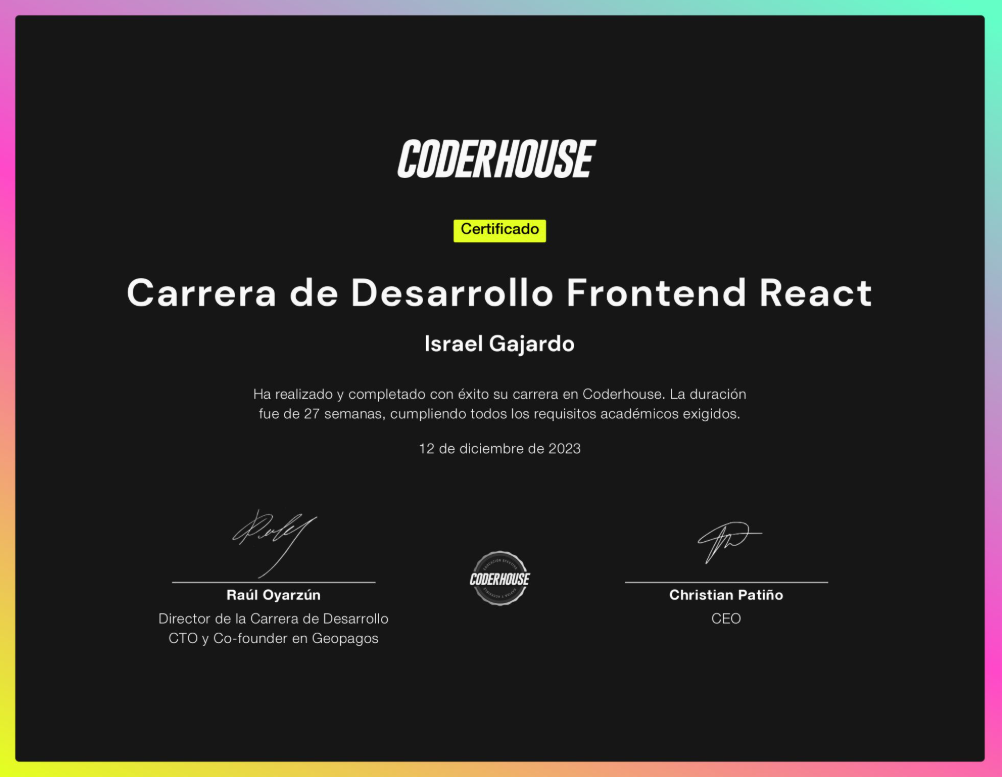 CODERHOUSE
Certificado
Carrera de Desarrollo Frontend React
Israel Gajardo
Ha realizado y completado con éxito su carrera en Coderhouse. La duración
fue de 27 semanas, cumpliendo todos los requisitos académicos exigidos.
12 de diciembre de 2023
CODERHOUSE
Raúl Oyarzún
Director de la Carrera de Desarrollo
CTO y Co-founder en Geopagos
Christian Patiño
CEO